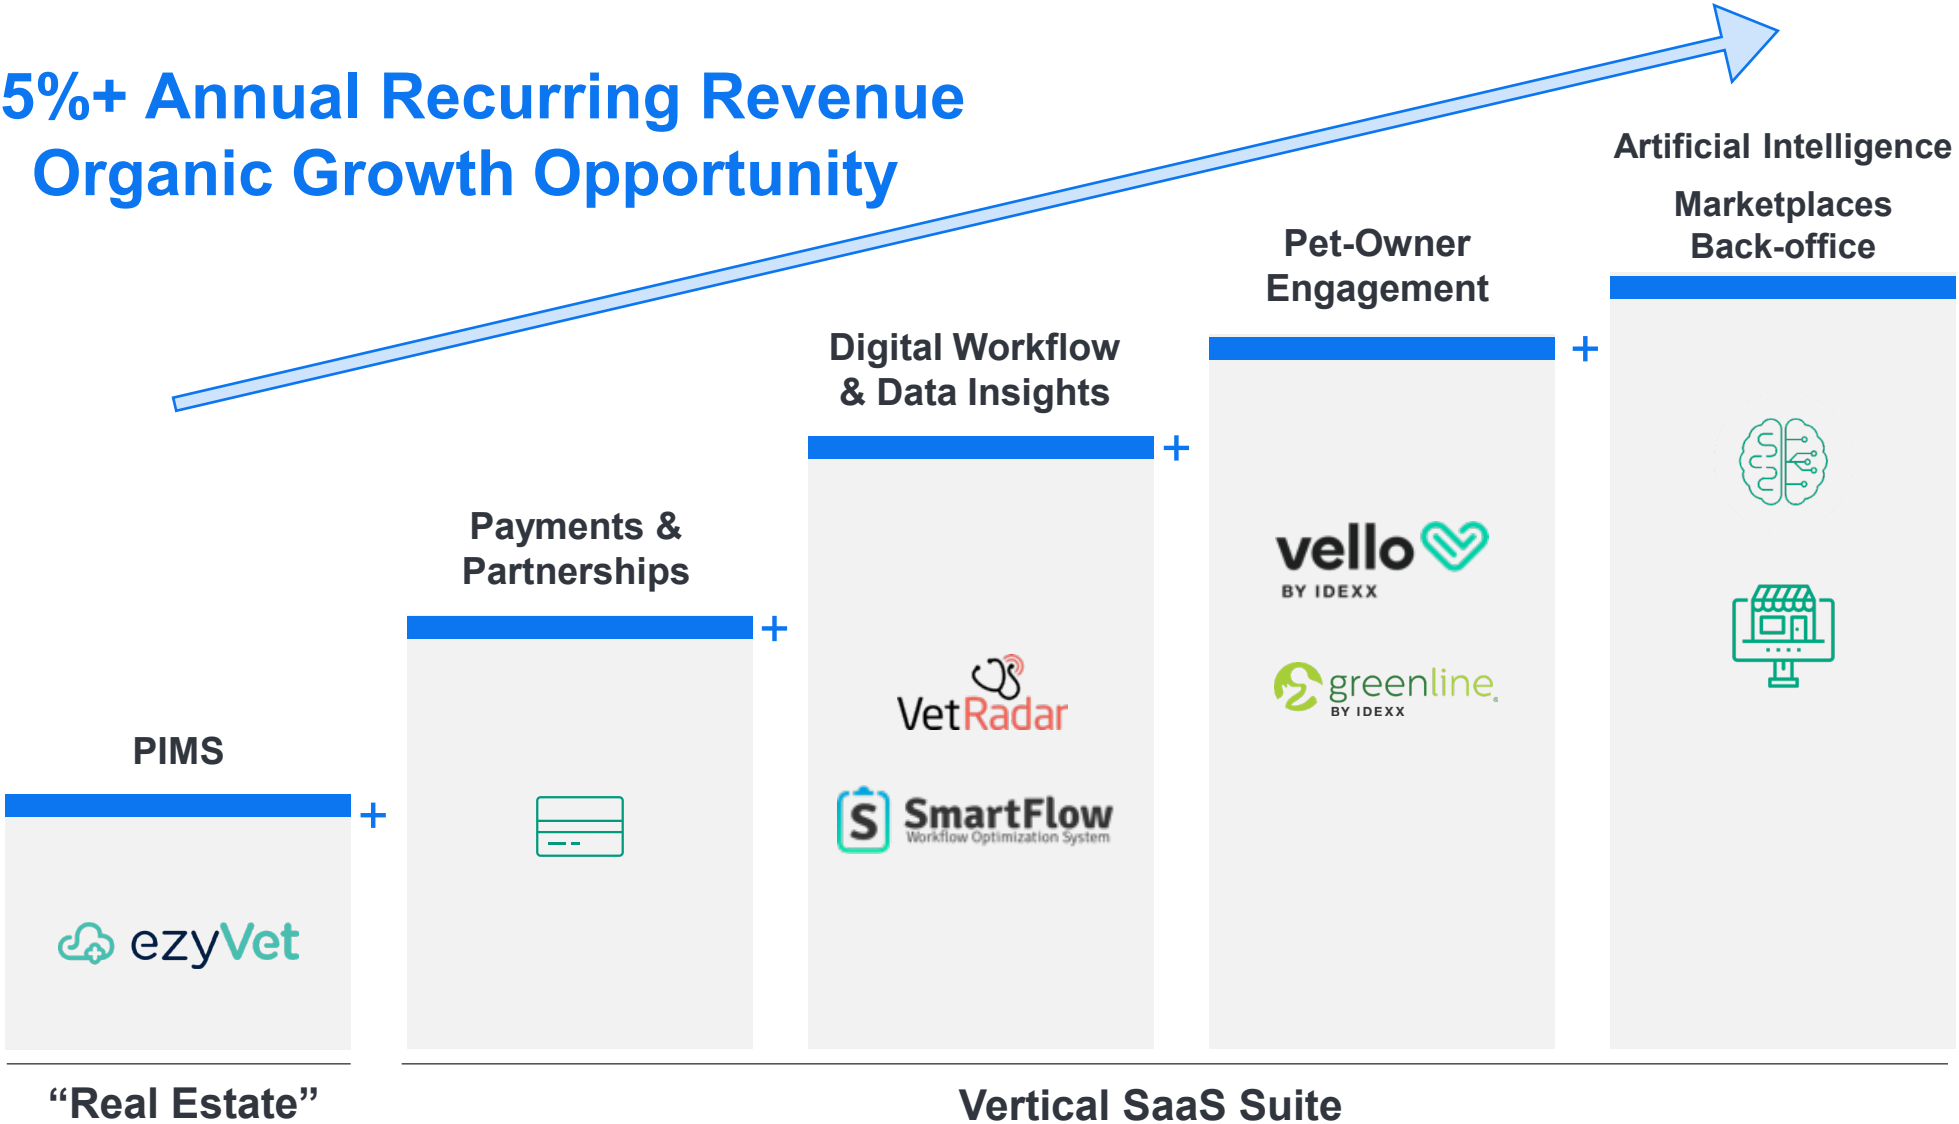 5%+ Annual Recurring Revenue
Organic Growth Opportunity
Artificial Intelligence
Marketplaces
Back-office
Pet-Owner
Engagement
+
Digital Workflow
& Data Insights
+
Payments &
Partnerships
+
PIMS
+
vello
BY IDEXX
greenline
BY IDEXX
VetRadar
S SmartFlow
Workflow Optimization System
ezyVet
“Real Estate”
Vertical SaaS Suite